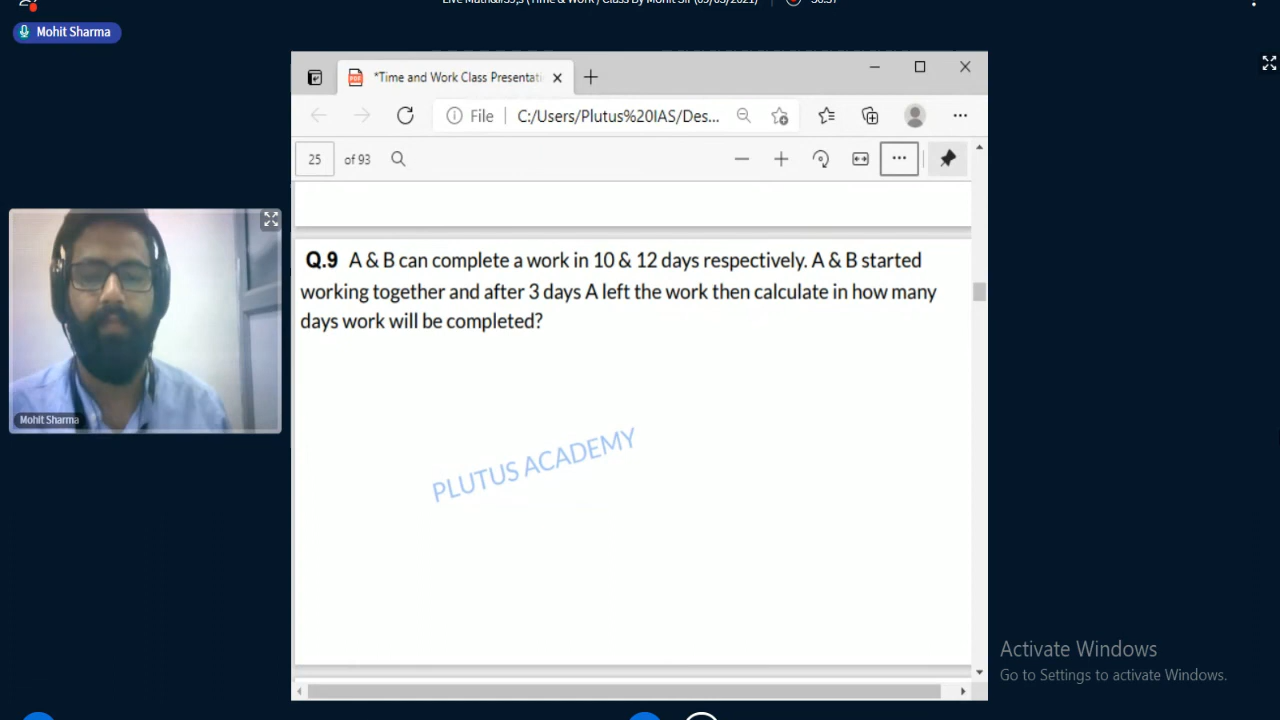 Mohit Sharma
*Time and Work Class Presentati
File
C:/Users/Plutus%20IAS/Des...
25 of 93
Q.9 A & B can complete a work in 10 & 12 days respectively. A & B started
working together and after 3 days A left the work then calculate in how many
days work will be completed?
Mohit Sharma
PLUTUS ACADEMY
Activate Windows
Go to Settings to activate Windows.